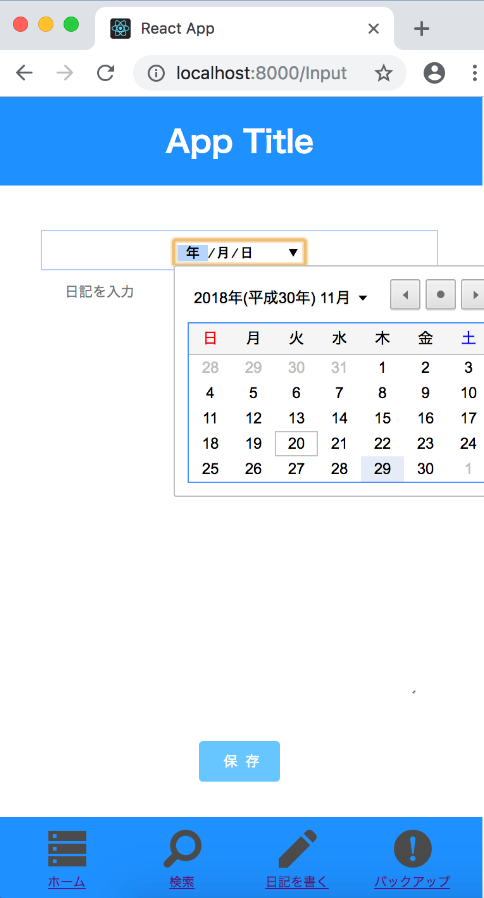 React App
localhost:8000/Input
App Title
年/月/日
日記を入力
2018年(平成30年) 11月
日 月 火 水 木 金 土
28 29 30 31 1 2 3
4 5 6 7 8 9 10
11 12 13 14 15 16 17
18 19 20 21 22 23 24
25 26 27 28 29 30 1
保存
ホーム 検索 日記を書く バックアップ